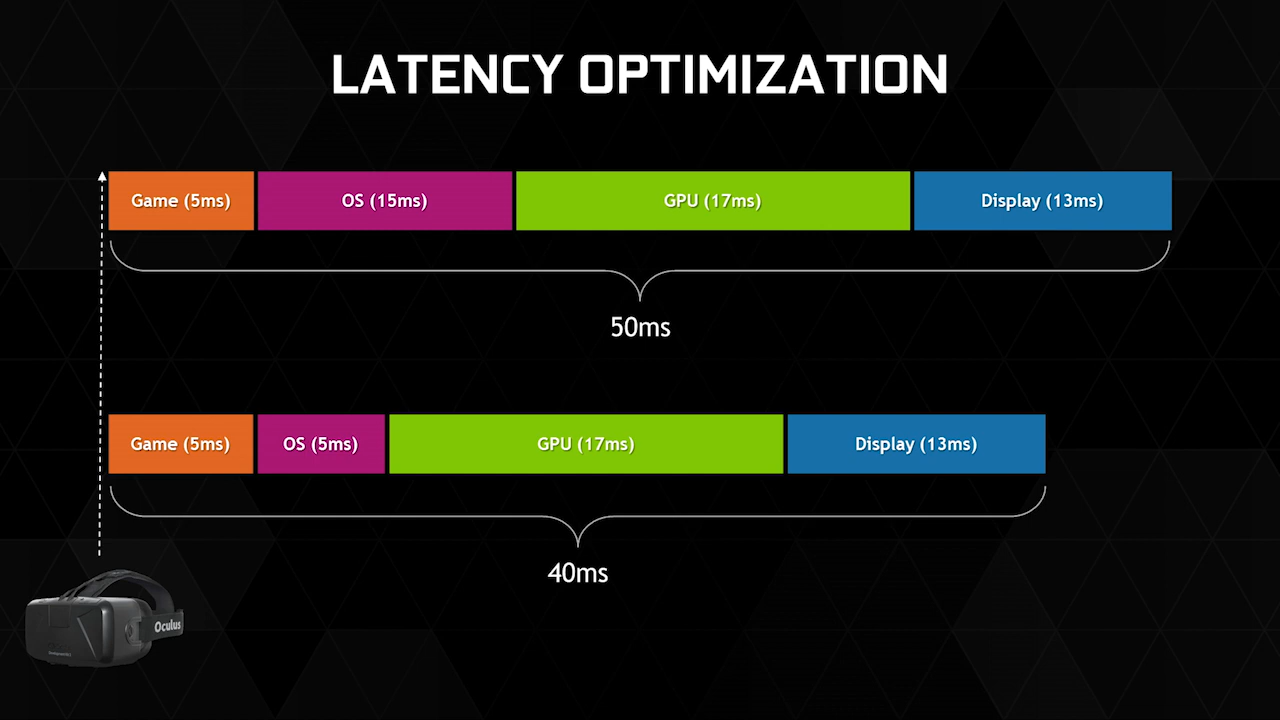 LATENCY OPTIMIZATION
Game (5ms)
OS (15ms)
GPU (17ms)
Display (13ms)
50ms
Game (5ms)
OS (5ms)
GPU (17ms)
Display (13ms)
40ms
Oculus